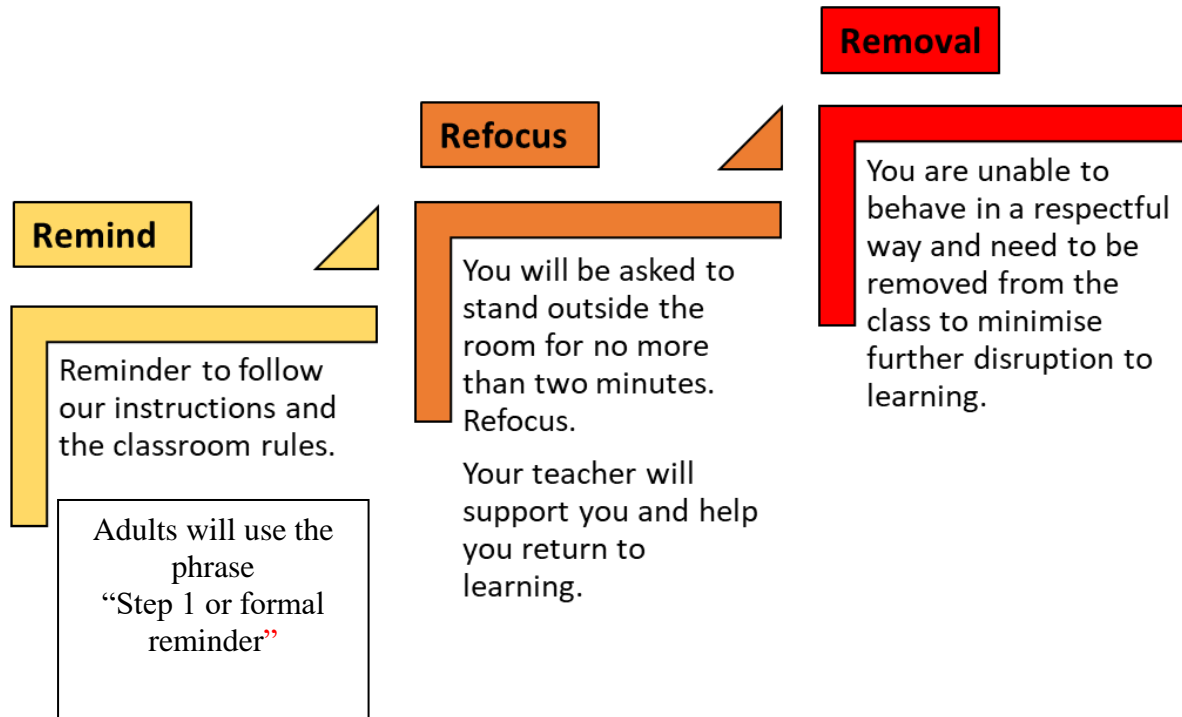 Remind
Reminder to follow
our instructions and
the classroom rules.
Adults will use the
phrase
“Step 1 or formal
reminder”
Refocus
You will be asked to
stand outside the
room for no more
than two minutes.
Refocus.
Your teacher will
support you and help
you return to
learning.
Removal
You are unable to
behave in a respectful
way and need to be
removed from the
class to minimise
further disruption to
learning.